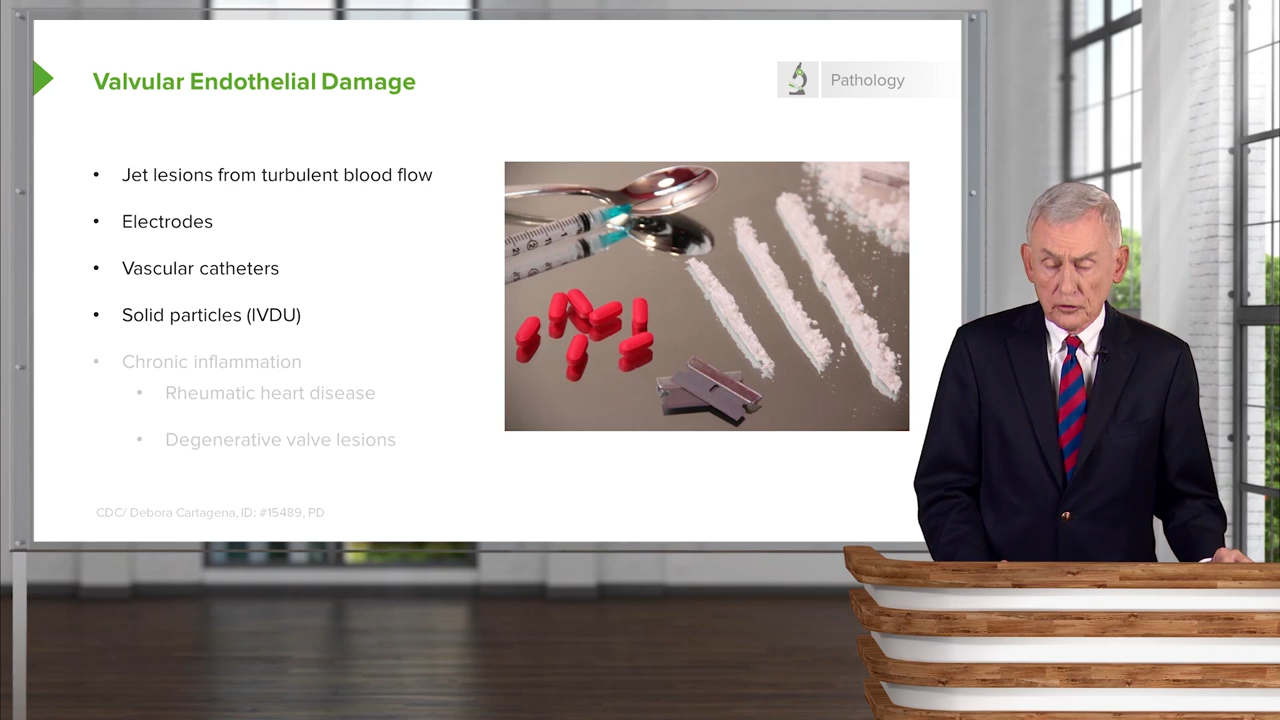 Valvular Endothelial Damage
Pathology
• Jet lesions from turbulent blood flow
• Electrodes
• Vascular catheters
• Solid particles (IVDU)
• Chronic inflammation
• Rheumatic heart disease
• Degenerative valve lesions
CDC/ Debora Cartagena, ID: #15489, PD